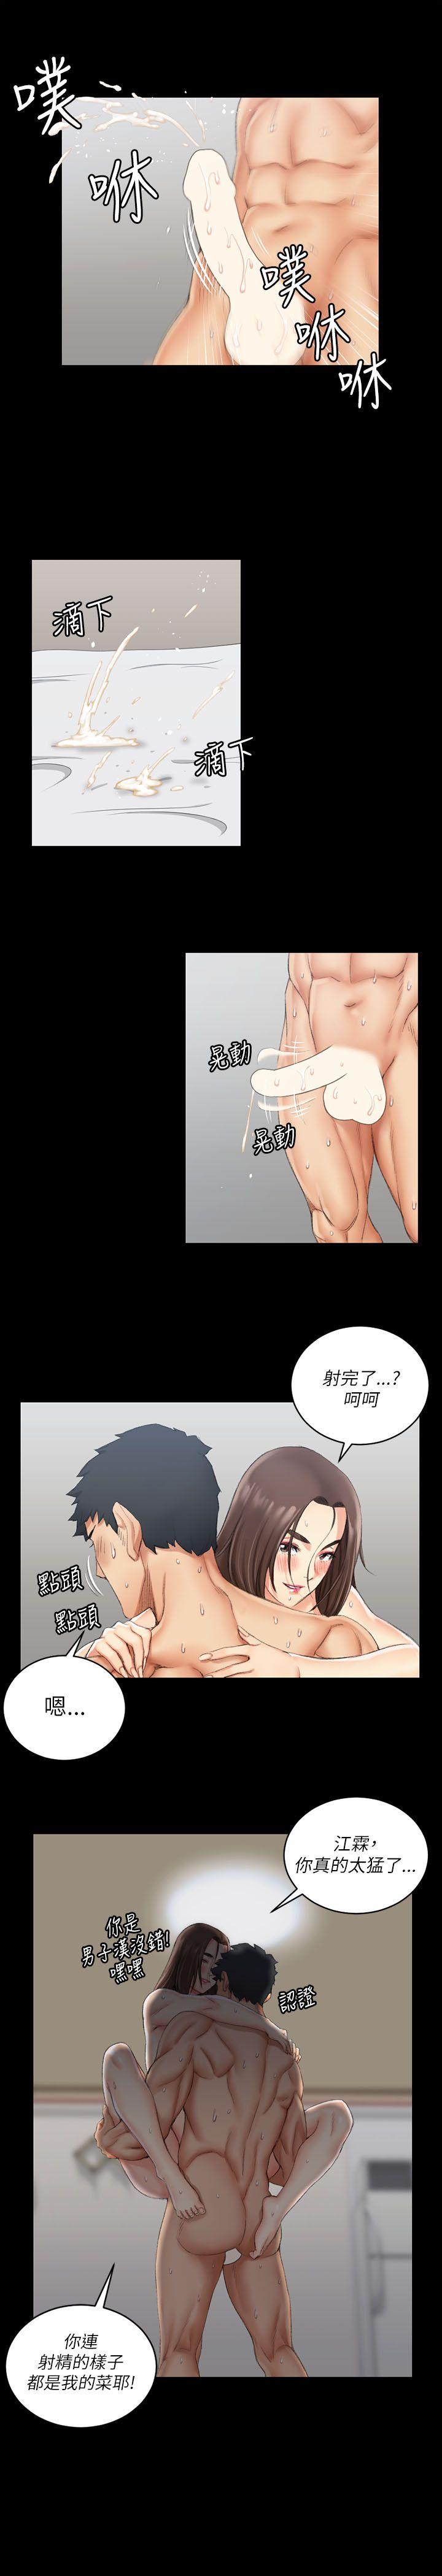 噗
咻
噗
咻
咻
滴下
滴下
晃動
晃動
射完了...?
呵呵
點頭
點頭
嗯...
江霖,
你真的太猛了...
你是
男子漢沒錯!
嘿嘿
認證
你連
射精的樣子
都是我的菜耶!